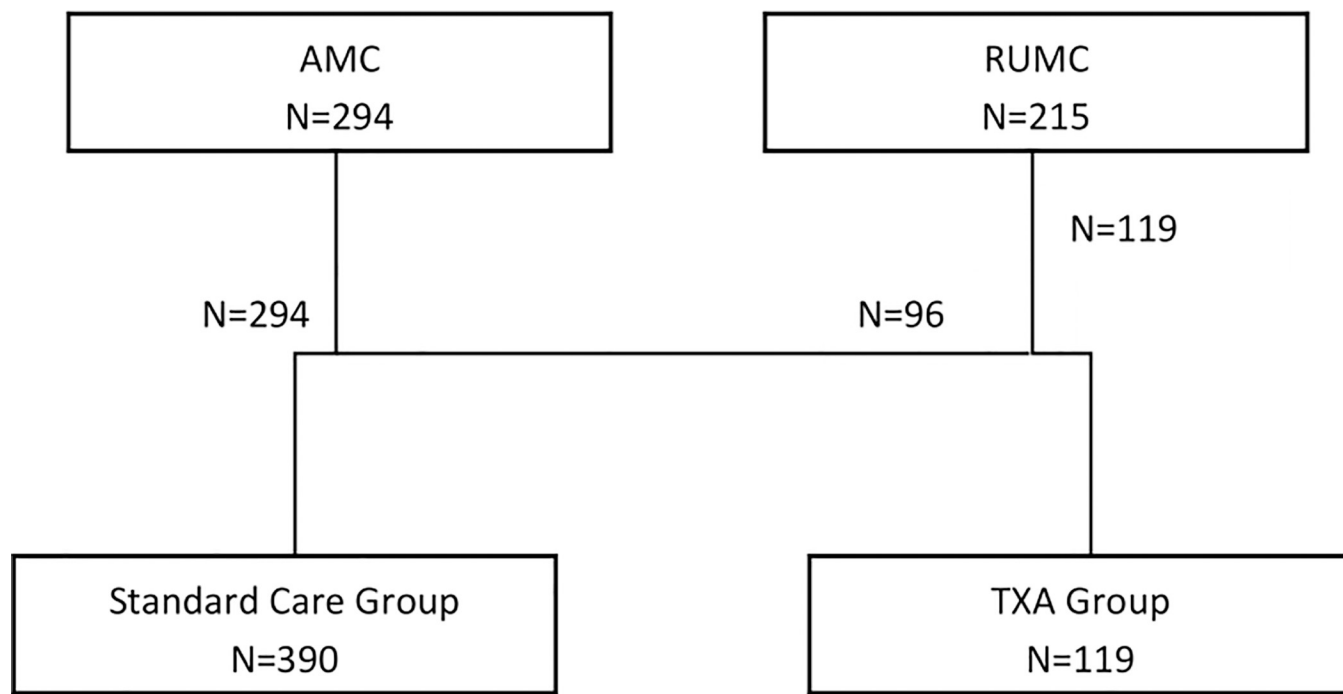 AMC
N=294
RUMC
N=215
N=119
N=294
N=96
Standard Care Group
N=390
TXA Group
N=119